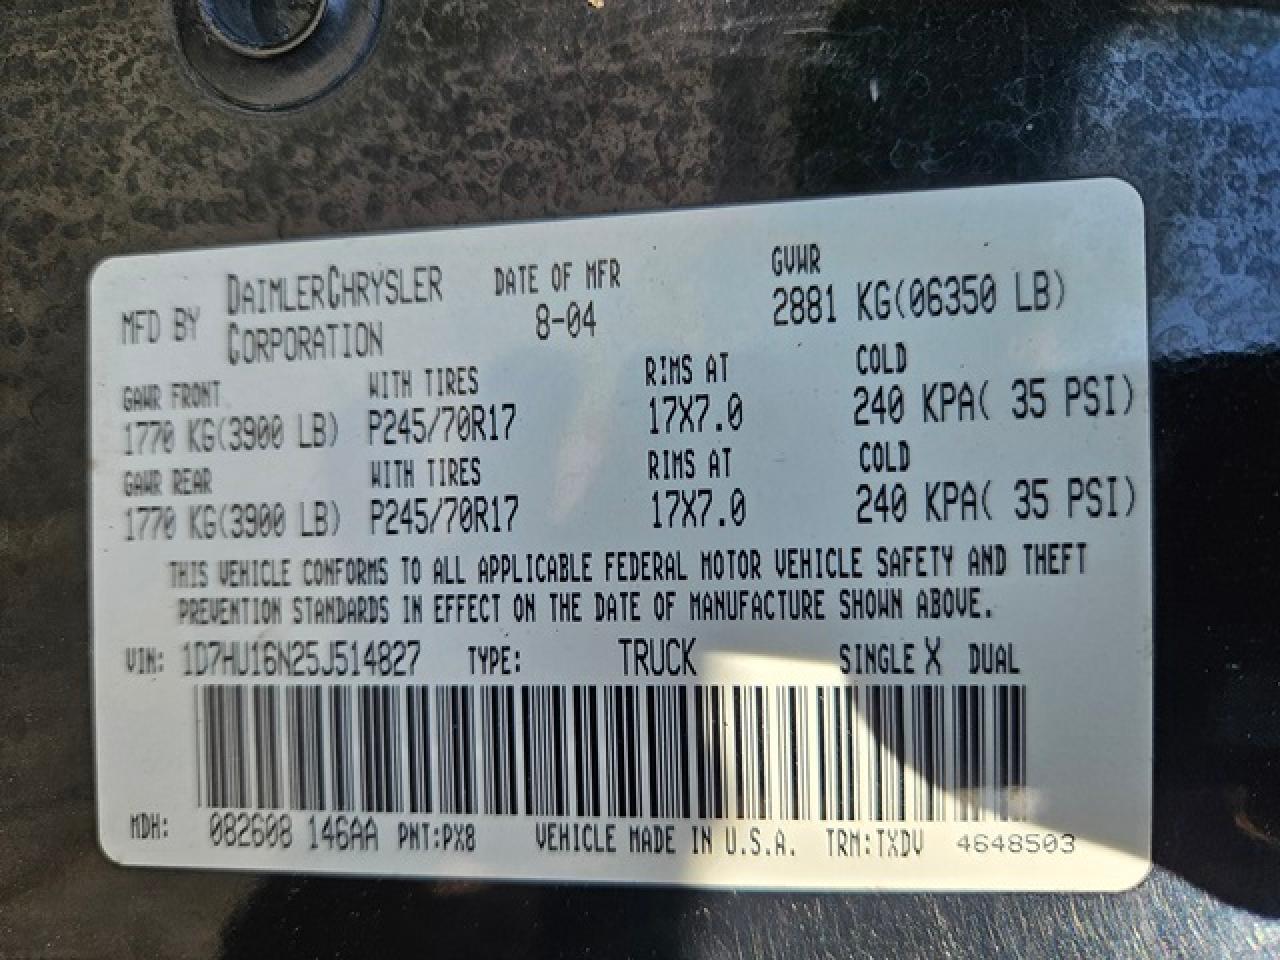 MFD BY DAIMLERCHRYSLER CORPORATION DATE OF MFR 8-04 GVWR 2881 KG(06350 LB)
GAWR FRONT WITH TIRES RIMS AT COLD
1770 KG(3900 LB) P245/70R17 17X7.0 240 KPA( 35 PSI)
GAWR REAR WITH TIRES RIMS AT COLD
1770 KG(3900 LB) P245/70R17 17X7.0 240 KPA( 35 PSI)
THIS VEHICLE CONFORMS TO ALL APPLICABLE FEDERAL MOTOR VEHICLE SAFETY AND THEFT
PREVENTION STANDARDS IN EFFECT ON THE DATE OF MANUFACTURE SHOWN ABOVE.
VIN: 1D7HU16N25J514827 TYPE: TRUCK SINGLE X DUAL
MDH: 082608 146AA PNT:PX8 VEHICLE MADE IN U.S.A. TRM:TXDV 4648503